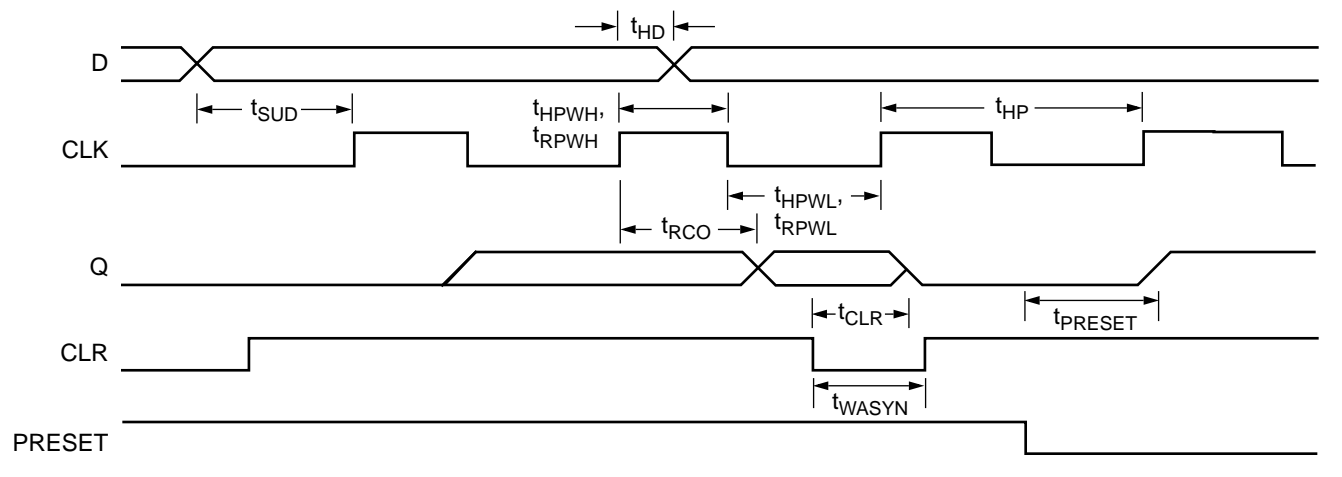 tHD
D
tSUD
tHPWH,
tRPWH
tHP
CLK
tHPWL,
tRPWL
tRCO
Q
tCLR
tPRESET
CLR
tWASYN
PRESET